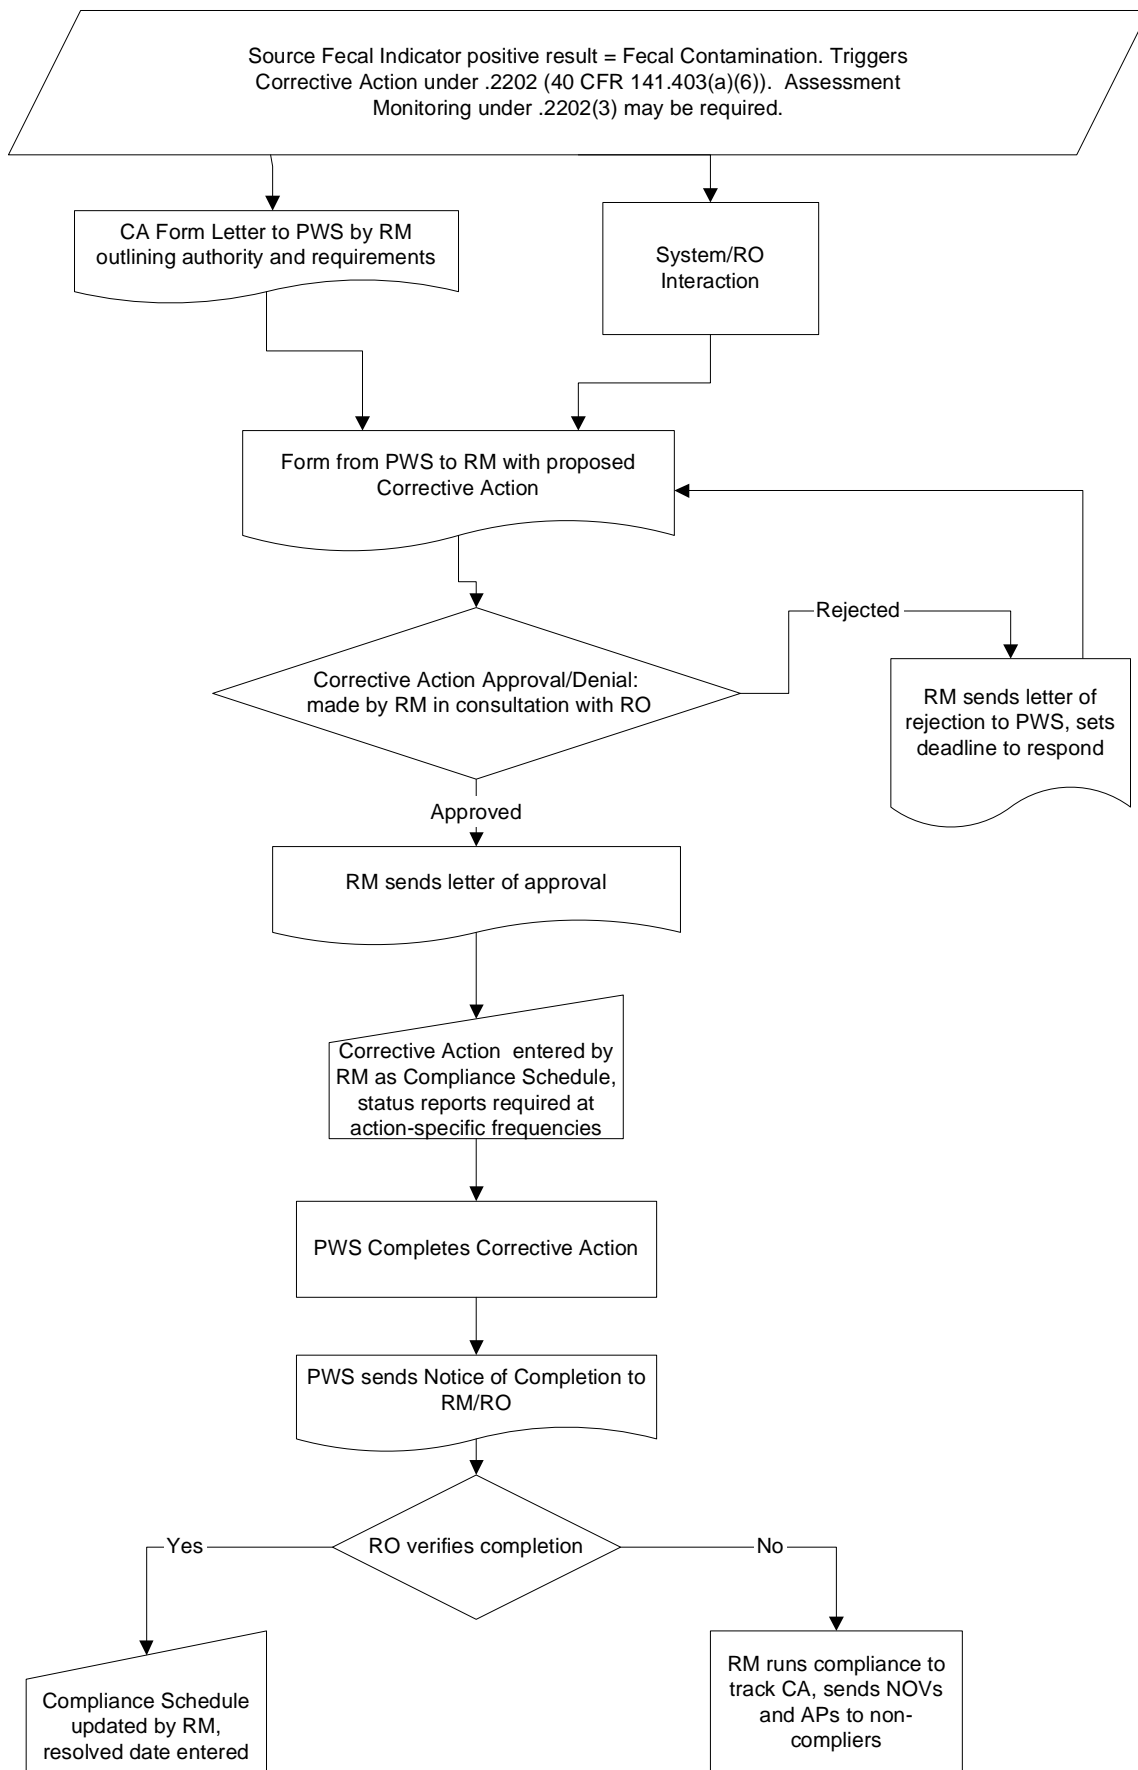 Source Fecal Indicator positive result = Fecal Contamination. Triggers
Corrective Action under .2202 (40 CFR 141.403(a)(6)). Assessment
Monitoring under .2202(3) may be required.
CA Form Letter to PWS by RM
outlining authority and requirements
System/RO
Interaction
Form from PWS to RM with proposed
Corrective Action
Corrective Action Approval/Denial:
made by RM in consultation with RO
Rejected
RM sends letter of
rejection to PWS, sets
deadline to respond
Approved
RM sends letter of approval
Corrective Action entered by
RM as Compliance Schedule,
status reports required at
action-specific frequencies
PWS Completes Corrective Action
PWS sends Notice of Completion to
RM/RO
RO verifies completion
Yes
No
Compliance Schedule
updated by RM,
resolved date entered
RM runs compliance to
track CA, sends NOVs
and APs to non-
compliers